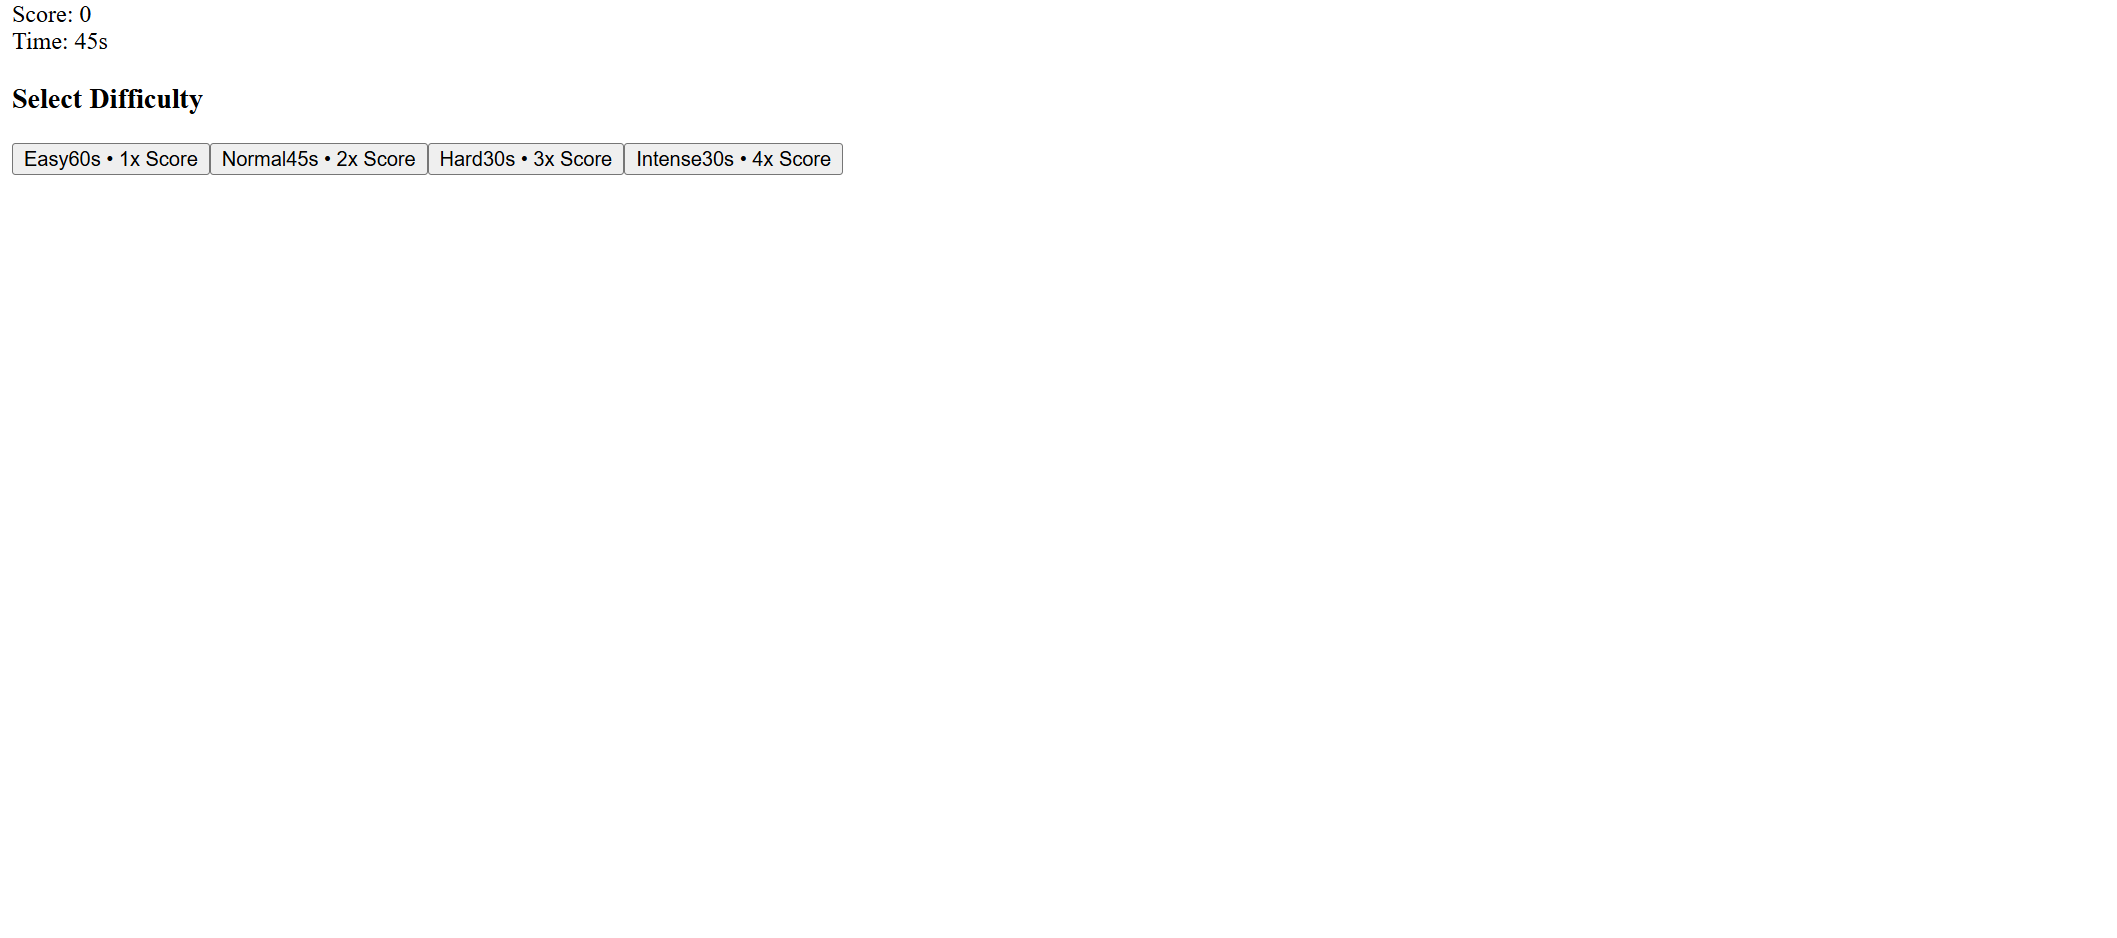 Score: 0
Time: 45s
Select Difficulty
Easy60s • 1x Score Normal45s • 2x Score Hard30s • 3x Score Intense30s • 4x Score